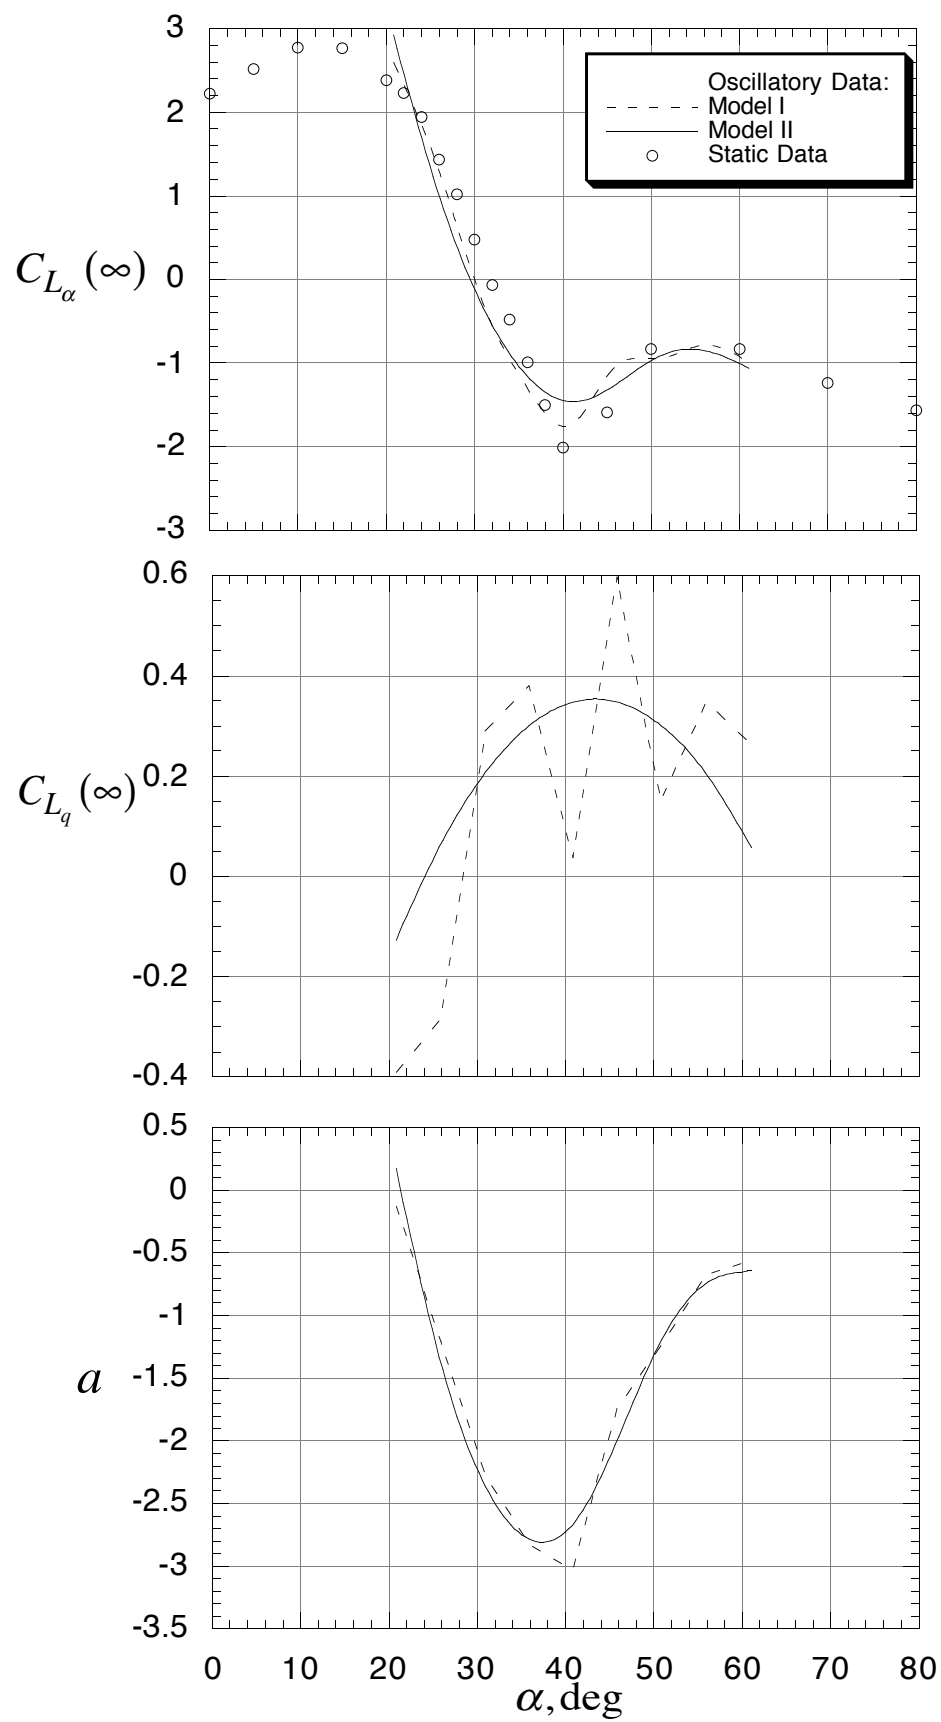 3
2
1
0
-1
-2
-3
C_{L_α}(∞)
Oscillatory Data:
Model I
Model II
Static Data
0.6
0.4
0.2
0
-0.2
-0.4
C_{L_q}(∞)
0.5
0
-0.5
-1
-1.5
-2
-2.5
-3
-3.5
a
0 10 20 30 40 50 60 70 80
α, deg